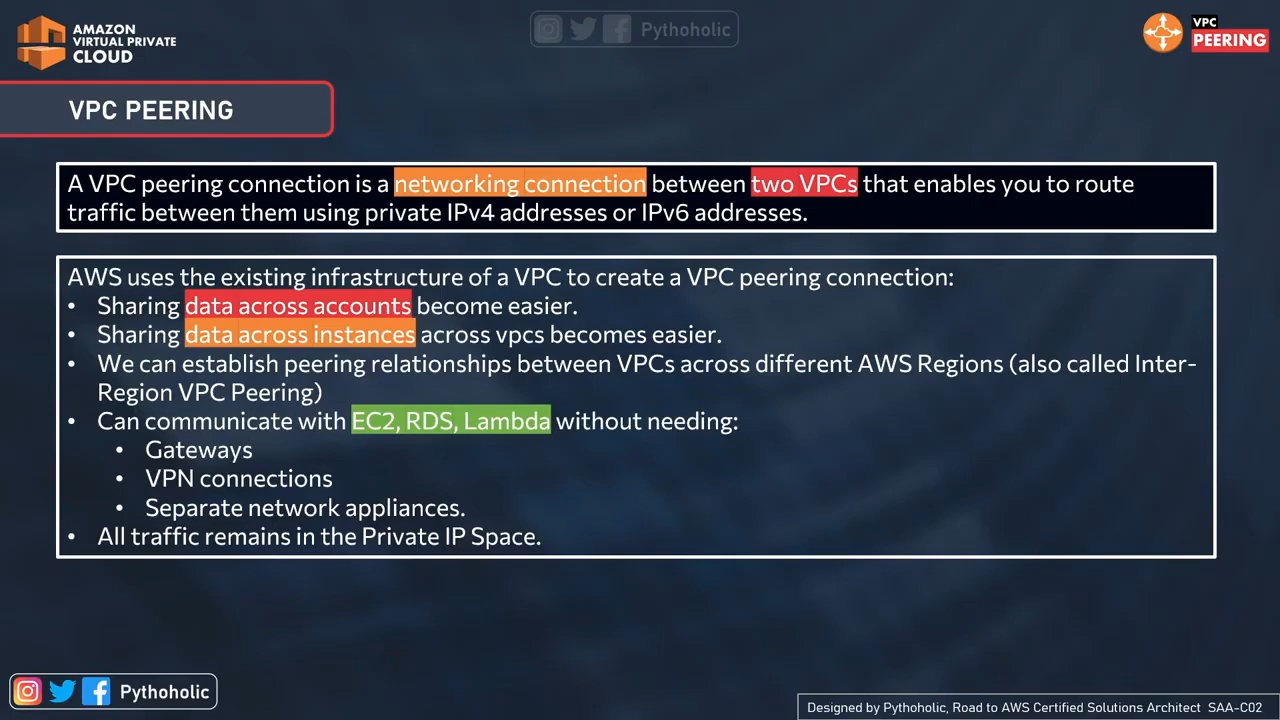 AMAZON
VIRTUAL PRIVATE
CLOUD
Pythoholic
VPC
PEERING
VPC PEERING
A VPC peering connection is a networking connection between two VPCs that enables you to route
traffic between them using private IPv4 addresses or IPv6 addresses.
AWS uses the existing infrastructure of a VPC to create a VPC peering connection:
• Sharing data across accounts become easier.
• Sharing data across instances across vpcs becomes easier.
• We can establish peering relationships between VPCs across different AWS Regions (also called Inter-
Region VPC Peering)
• Can communicate with EC2, RDS, Lambda without needing:
• Gateways
• VPN connections
• Separate network appliances.
• All traffic remains in the Private IP Space.
Pythoholic
Designed by Pythoholic, Road to AWS Certified Solutions Architect SAA-C02